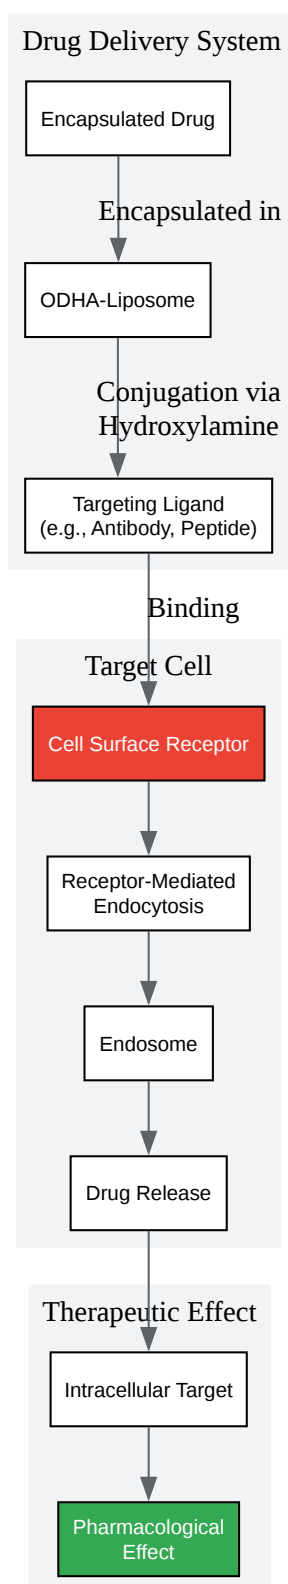 Drug Delivery System
Encapsulated Drug
Encapsulated in
ODHA-Liposome
Conjugation via
Hydroxylamine
Targeting Ligand
(e.g., Antibody, Peptide)
Binding
Target Cell
Cell Surface Receptor
Receptor-Mediated
Endocytosis
Endosome
Drug Release
Therapeutic Effect
Intracellular Target
Pharmacological
Effect